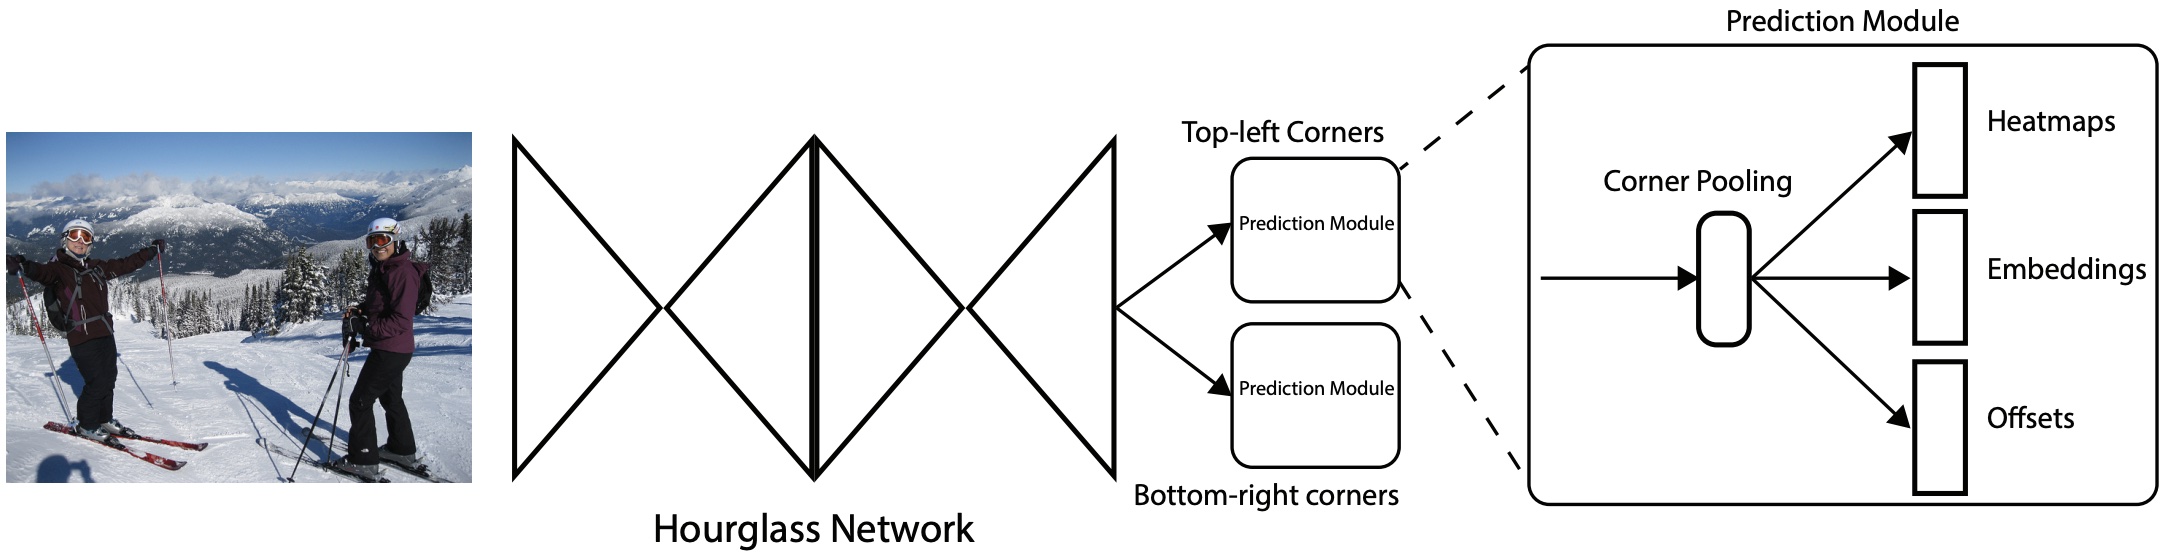 Prediction Module
Top-left Corners
Prediction Module
Prediction Module
Bottom-right corners
Hourglass Network
Corner Pooling
Heatmaps
Embeddings
Offsets